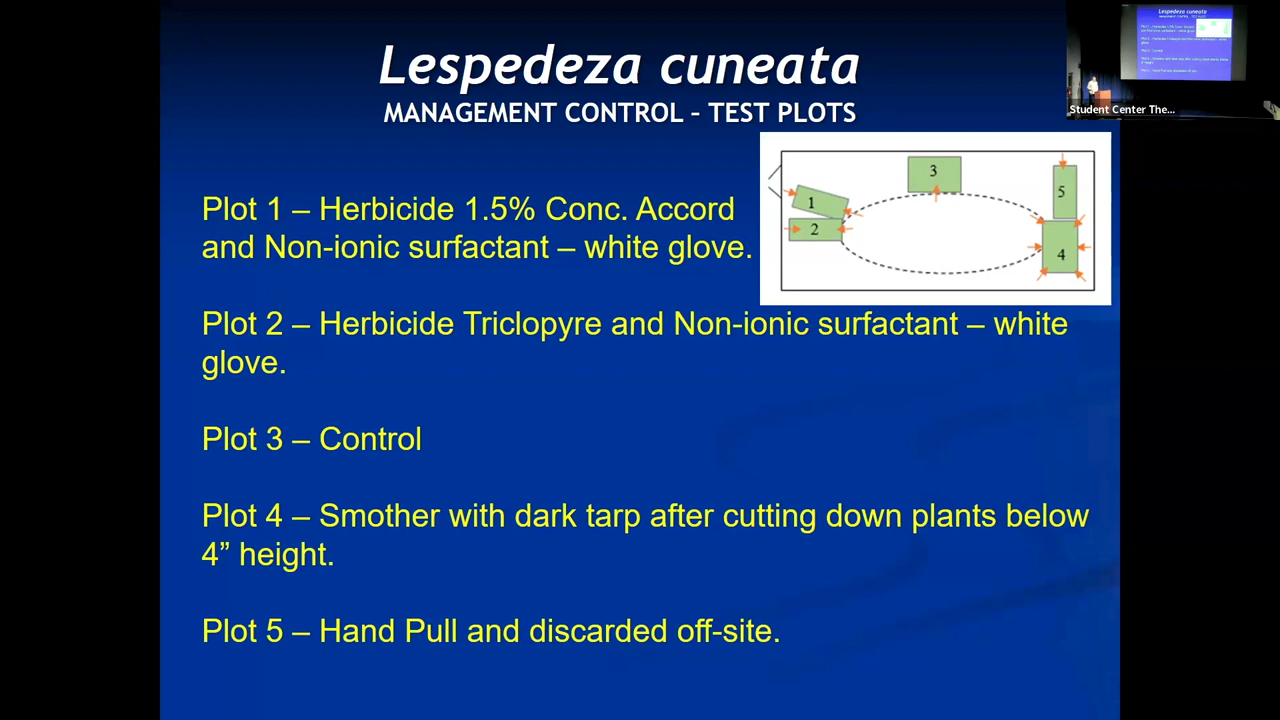 Lespedeza cuneata
MANAGEMENT CONTROL – TEST PLOTS
Plot 1 – Herbicide 1.5% Conc. Accord
and Non-ionic surfactant – white glove.
Plot 2 – Herbicide Triclopyre and Non-ionic surfactant – white
glove.
Plot 3 – Control
Plot 4 – Smother with dark tarp after cutting down plants below
4” height.
Plot 5 – Hand Pull and discarded off-site.
1
2
3
5
4
Lespedeza cuneata
Student Center The...